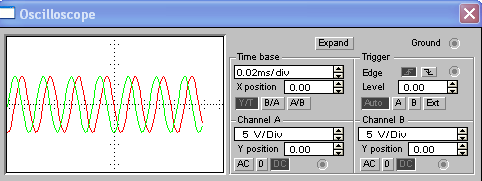 Oscilloscope
Expand
Ground
Time base
0.02ms/div
X position 0.00
Y/T B/A A/B
Trigger
Edge
Level 0.00
Auto A B Ext
Channel A
5 V/Div
Y position 0.00
AC 0 DC
Channel B
5 V/Div
Y position 0.00
AC 0 DC